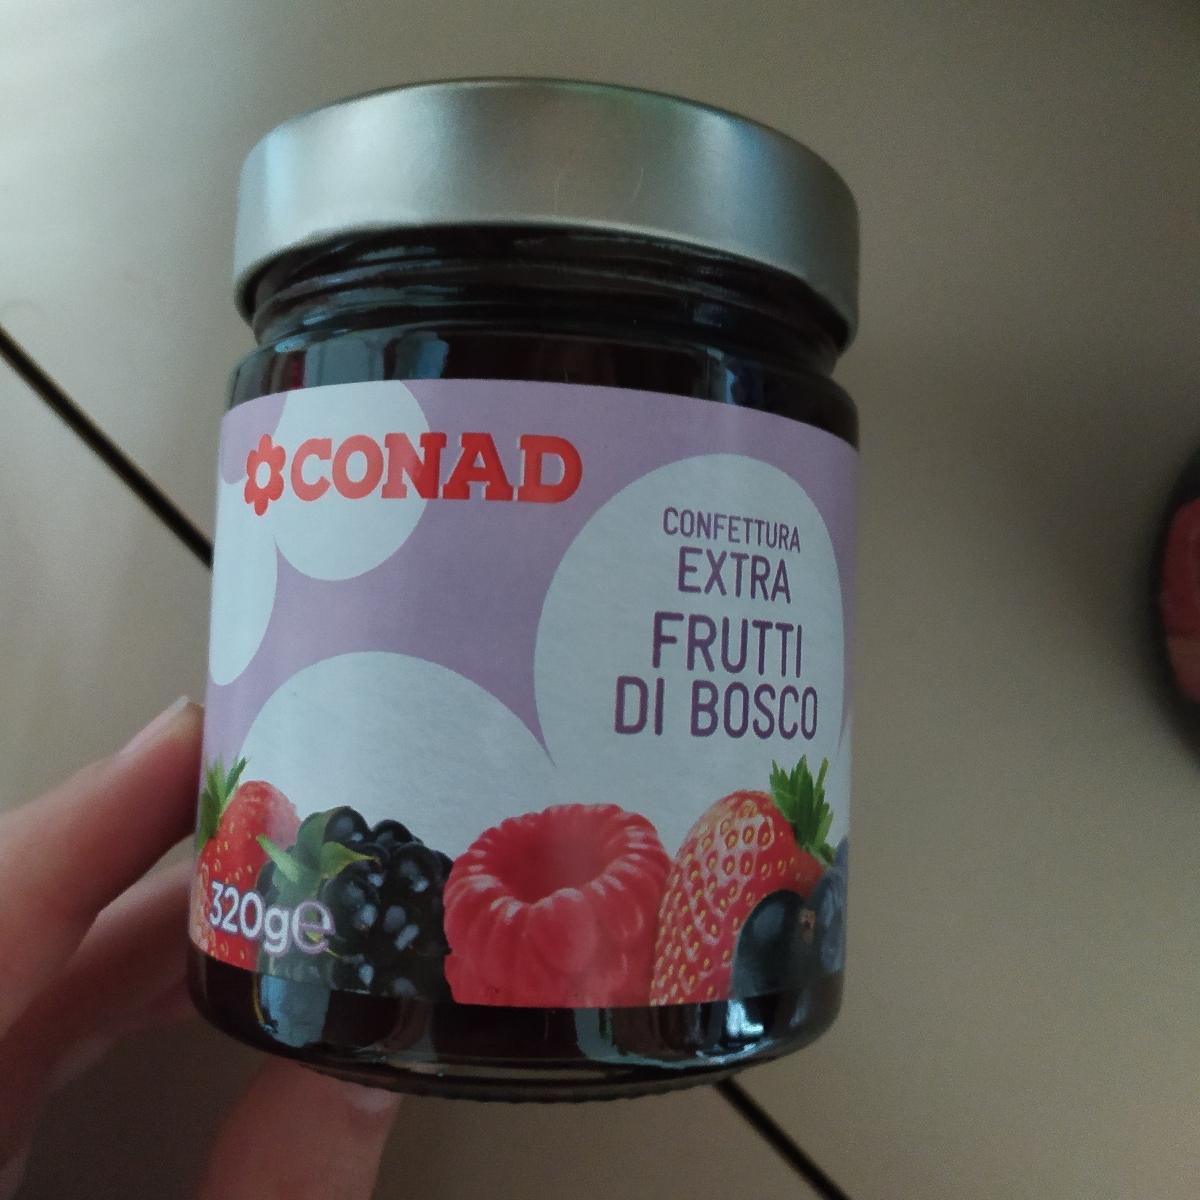 CONAD
CONFETTURA
EXTRA
FRUTTI
DI BOSCO
320g℮